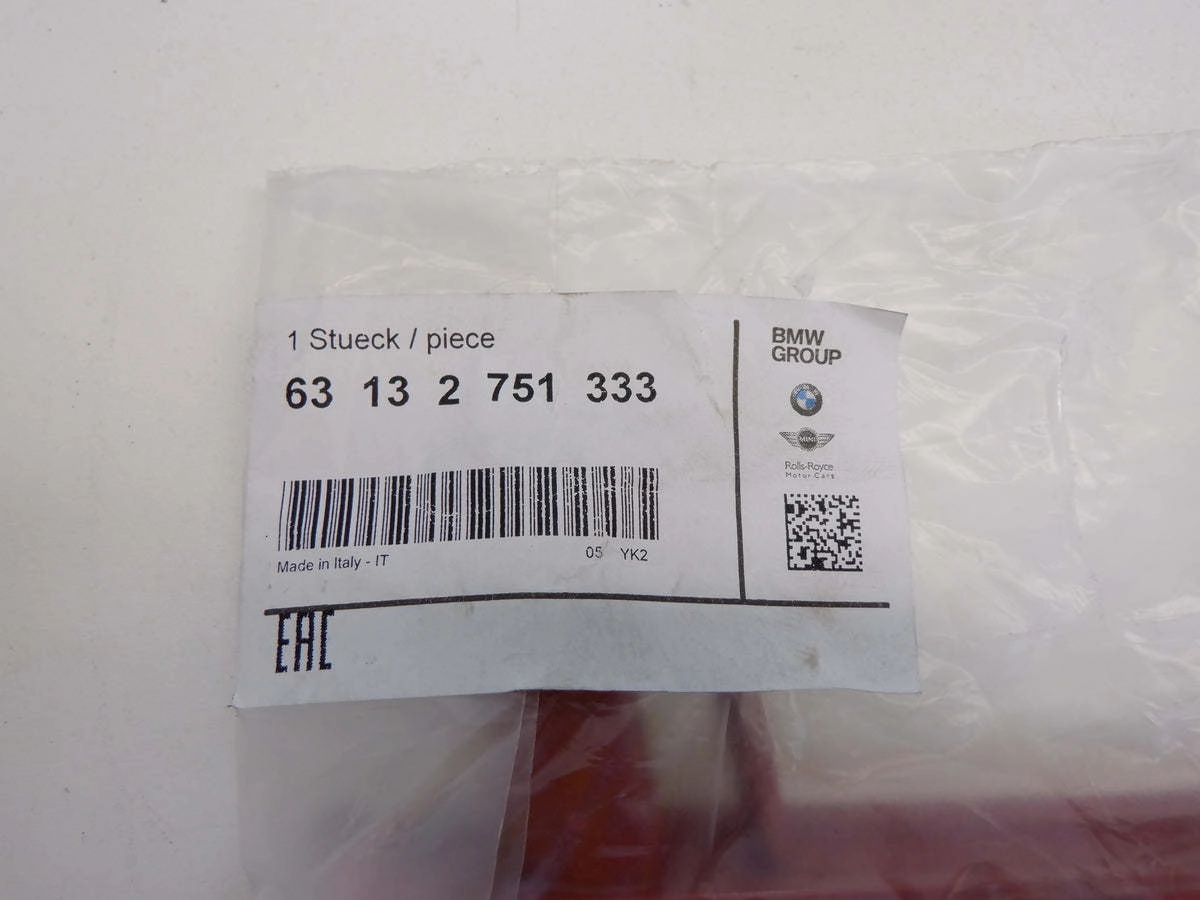 1 Stueck / piece
63 13 2 751 333
Made in Italy - IT
05 YK2
EAC
BMW
GROUP
MINI
Rolls-Royce
Motor Cars